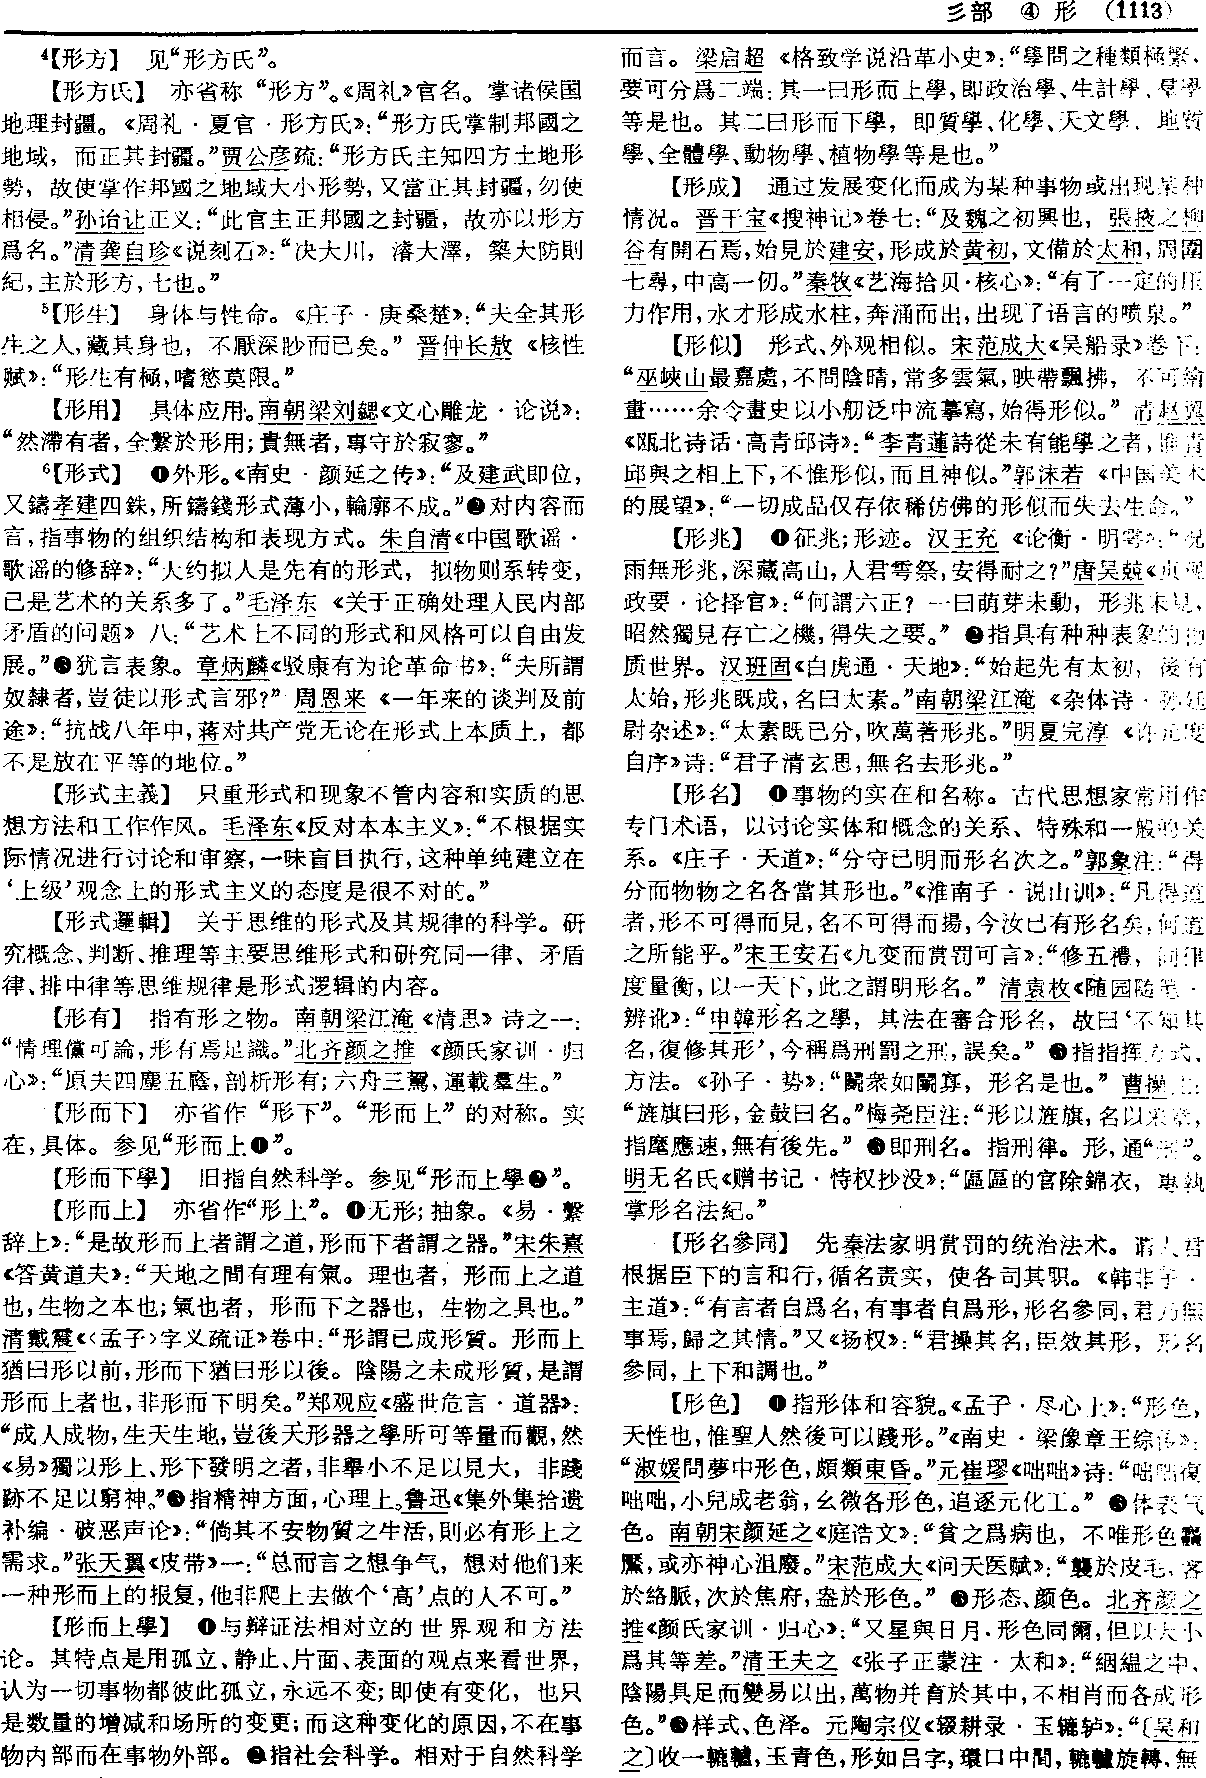 彡部　④　形　（1113）
⁴【形方】　见“形方氏”。
【形方氏】　亦省称“形方”。《周礼》官名。掌诸侯国
地理封疆。《周礼·夏官·形方氏》：“形方氏掌制邦國之
地域，而正其封疆。”贾公彦疏：“形方氏主知四方土地形
勢，故使掌作邦國之地域大小形勢，又當正其封疆，勿使
相侵。”孙诒让正义：“此官主正邦國之封疆，故亦以形方
爲名。”清龚自珍《说刻石》：“决大川，濬大澤，築大防則
紀，主於形方，七也。”
⁵【形生】　身体与性命。《庄子·庚桑楚》：“夫全其形
生之人，藏其身也，不厭深眇而已矣。”晋仲长敖《核性
赋》：“形生有極，嗜慾莫限。”
【形用】　具体应用。南朝梁刘勰《文心雕龙·论说》：
“然滯有者，全繫於形用；貴無者，專守於寂寥。”
⁶【形式】　❶外形。《南史·颜延之传》：“及建武即位，
又鑄孝建四銖，所鑄錢形式薄小，輪廓不成。”❷对内容而
言，指事物的组织结构和表现方式。朱自清《中国歌谣·
歌谣的修辞》：“大约拟人是先有的形式，拟物则系转变，
已是艺术的关系多了。”毛泽东《关于正确处理人民内部
矛盾的问题》八：“艺术上不同的形式和风格可以自由发
展。”❸犹言表象。章炳麟《驳康有为论革命书》：“夫所謂
奴隸者，豈徒以形式言邪？”周恩来《一年来的谈判及前
途》：“抗战八年中，蒋对共产党无论在形式上本质上，都
不是放在平等的地位。”
【形式主義】　只重形式和现象不管内容和实质的思
想方法和工作作风。毛泽东《反对本本主义》：“不根据实
际情况进行讨论和审察，一味盲目执行，这种单纯建立在
‘上级’观念上的形式主义的态度是很不对的。”
【形式邏輯】　关于思维的形式及其规律的科学。研
究概念、判断、推理等主要思维形式和研究同一律、矛盾
律、排中律等思维规律是形式逻辑的内容。
【形有】　指有形之物。南朝梁江淹《清思》诗之一：
“情理儻可論，形有焉足識。”北齐颜之推《颜氏家训·归
心》：“原夫四塵五廕，剖析形有；六舟三駕，運載羣生。”
【形而下】　亦省作“形下”。“形而上”的对称。实
在，具体。参见“形而上❶”。
【形而下學】　旧指自然科学。参见“形而上學❷”。
【形而上】　亦省作“形上”。❶无形；抽象。《易·繫
辞上》：“是故形而上者謂之道，形而下者謂之器。”宋朱熹
《答黄道夫》：“天地之間有理有氣。理也者，形而上之道
也，生物之本也；氣也者，形而下之器也，生物之具也。”
清戴震《〈孟子〉字义疏证》卷中：“形謂已成形質。形而上
猶曰形以前，形而下猶曰形以後。陰陽之未成形質，是謂
形而上者也，非形而下明矣。”郑观应《盛世危言·道器》：
“成人成物，生天生地，豈後天形器之學所可等量而觀，然
《易》獨以形上、形下發明之者，非舉小不足以見大，非踐
跡不足以窮神。”❸指精神方面，心理上。鲁迅《集外集拾遗
补编·破恶声论》：“倘其不安物質之生活，則必有形上之
需求。”张天翼《皮带》一：“总而言之想争气，想对他们来
一种形而上的报复，他非爬上去做个‘高’点的人不可。”
【形而上學】　❶与辩证法相对立的世界观和方法
论。其特点是用孤立、静止、片面、表面的观点来看世界，
认为一切事物都彼此孤立，永远不变；即使有变化，也只
是数量的增减和场所的变更；而这种变化的原因，不在事
物内部而在事物外部。❷指社会科学。相对于自然科学
而言。梁启超《格致学说沿革小史》：“學問之種類極繁，
要可分爲二端：其一曰形而上學，即政治學、生計學、羣學
等是也。其二曰形而下學，即質學、化學、天文學、地質
學、全體學、動物學、植物學等是也。”
【形成】　通过发展变化而成为某种事物或出现某种
情况。晋干宝《搜神记》卷七：“及魏之初興也，張掖之柳
谷有開石焉，始見於建安，形成於黄初，文備於太和，周圍
七尋，中高一仞。”秦牧《艺海拾贝·核心》：“有了一定的压
力作用，水才形成水柱，奔涌而出，出现了语言的喷泉。”
【形似】　形式、外观相似。宋范成大《吴船录》卷下：
“巫峽山最嘉處，不問陰晴，常多雲氣，映帶飄拂，不可繪
畫……余令畫史以小舠泛中流摹寫，始得形似。”清赵翼
《瓯北诗话·高青邱诗》：“李青蓮詩從未有能學之者，惟青
邱與之相上下，不惟形似，而且神似。”郭沫若《中国美术
的展望》：“一切成品仅存依稀仿佛的形似而失去生命。”
【形兆】　❶征兆；形迹。汉王充《论衡·明雩》：“況
雨無形兆，深藏高山，人君雩祭，安得耐之？”唐吴兢《贞观
政要·论择官》：“何謂六正？一曰萌芽未動，形兆未見，
昭然獨見存亡之機，得失之要。”❷指具有种种表象的物
质世界。汉班固《白虎通·天地》：“始起先有太初，後有
太始，形兆既成，名曰太素。”南朝梁江淹《杂体诗·孙廷
尉杂述》：“太素既已分，吹萬著形兆。”明夏完淳《许元度
自序》诗：“君子清玄思，無名去形兆。”
【形名】　❶事物的实在和名称。古代思想家常用作
专门术语，以讨论实体和概念的关系、特殊和一般的关
系。《庄子·天道》：“分守已明而形名次之。”郭象注：“得
分而物物之名各當其形也。”《淮南子·说山训》：“凡得道
者，形不可得而見，名不可得而揚，今汝已有形名矣，何道
之所能乎。”宋王安石《九变而赏罚可言》：“修五禮，同律
度量衡，以一天下，此之謂明形名。”清袁枚《随园随笔·
辨讹》：“申韓形名之學，其法在審合形名，故曰‘不知其
名，復修其形’，今稱爲刑罰之刑，誤矣。”❷指指挥方式、
方法。《孙子·势》：“鬭衆如鬭寡，形名是也。”曹操注：
“旌旗曰形，金鼓曰名。”梅尧臣注：“形以旌旗，名以采章，
指麾應速，無有後先。”❸即刑名。指刑律。形，通“刑”。
明无名氏《赠书记·恃权抄没》：“區區的官除錦衣，專執
掌形名法紀。”
【形名參同】　先秦法家明赏罚的统治法术。谓人君
根据臣下的言和行，循名责实，使各司其职。《韩非子·
主道》：“有言者自爲名，有事者自爲形，形名參同，君乃無
事焉，歸之其情。”又《扬权》：“君操其名，臣效其形，形名
參同，上下和調也。”
【形色】　❶指形体和容貌。《孟子·尽心上》：“形色，
天性也，惟聖人然後可以踐形。”《南史·梁豫章王综传》：
“淑媛問夢中形色，頗類東昏。”元崔璆《咄咄》诗：“咄咄復
咄咄，小兒成老翁，幺微各形色，追逐元化工。”❷体表气
色。南朝宋颜延之《庭诰文》：“貧之爲病也，不唯形色麤
黶，或亦神心沮廢。”宋范成大《问天医赋》：“襲於皮毛，客
於絡脈，次於焦府，盎於形色。”❸形态、颜色。北齐颜之
推《颜氏家训·归心》：“又星與日月，形色同爾，但以大小
爲其等差。”清王夫之《张子正蒙注·太和》：“絪緼之中，
陰陽具足而變易以出，萬物并育於其中，不相肖而各成形
色。”❹样式、色泽。元陶宗仪《辍耕录·玉辘轳》：“〔吴和
之〕收一轆轤，玉青色，形如吕字，環口中間，轆轤旋轉，無